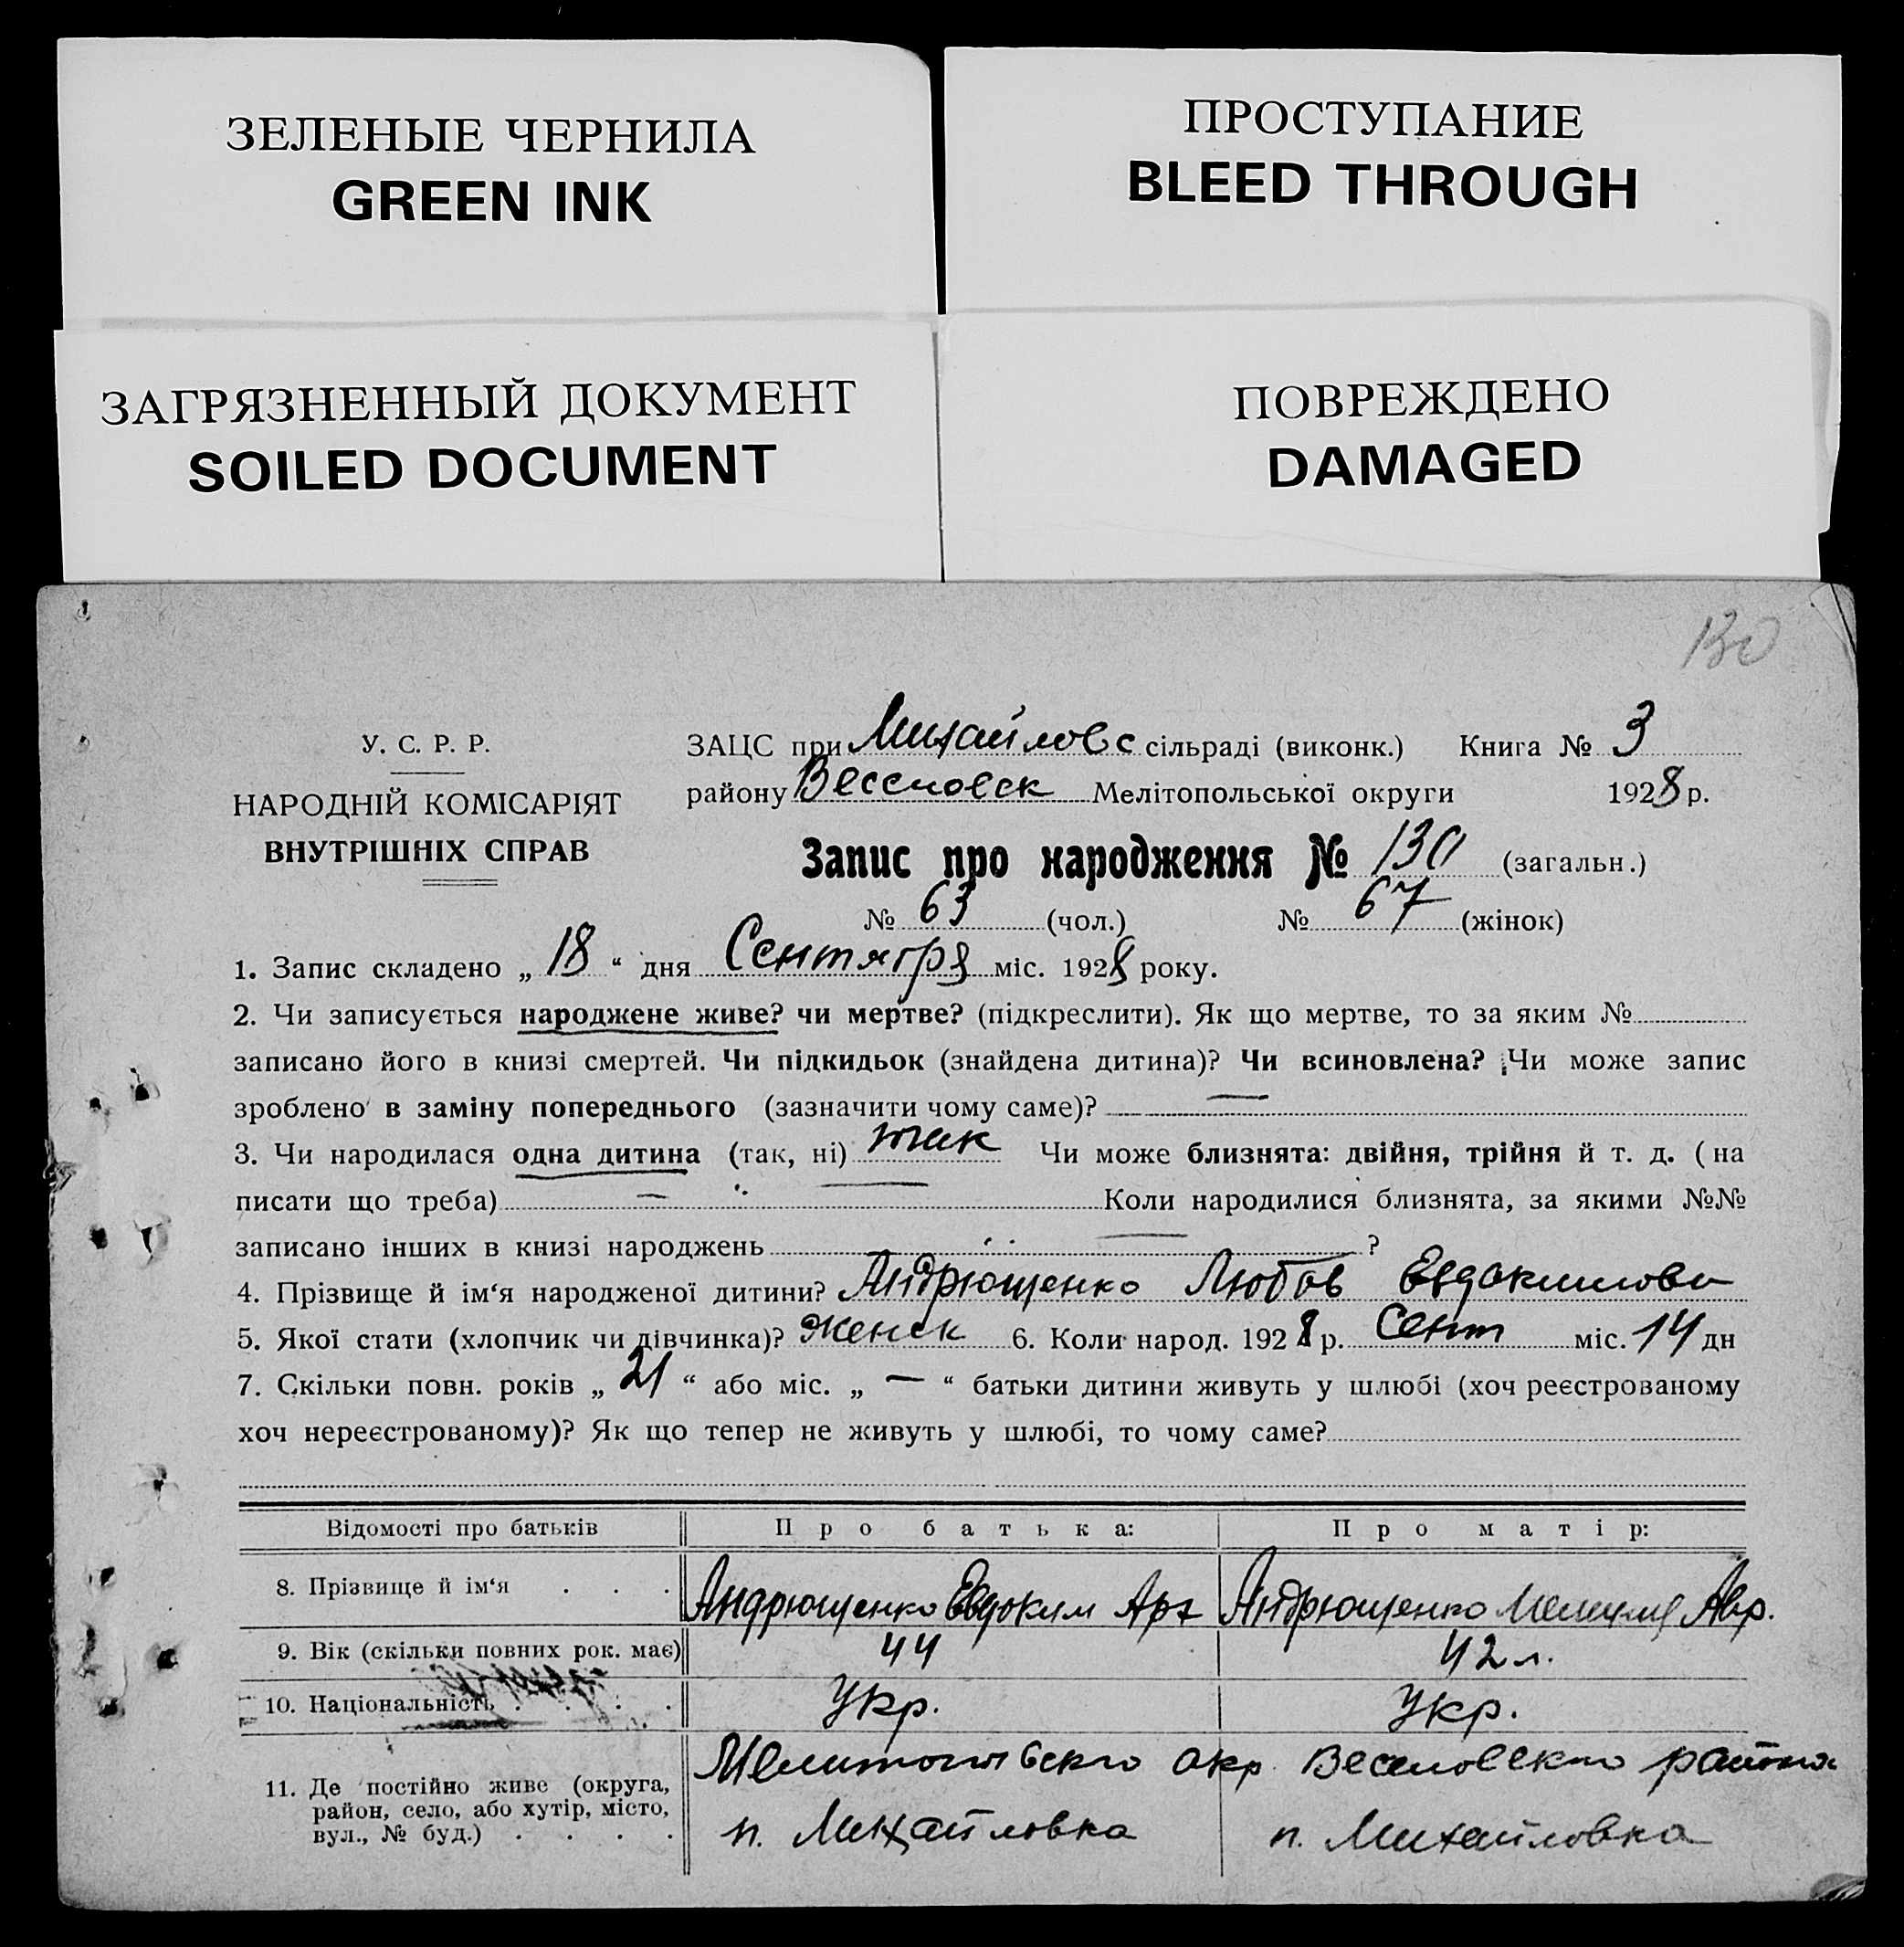 ЗЕЛЕНЫЕ ЧЕРНИЛА
GREEN INK
ПРОСТУПАНИЕ
BLEED THROUGH
ЗАГРЯЗНЕННЫЙ ДОКУМЕНТ
SOILED DOCUMENT
ПОВРЕЖДЕНО
DAMAGED
130
У. С. Р. Р.
НАРОДНІЙ КОМІСАРІЯТ
ВНУТРІШНІХ СПРАВ
ЗАЦС при Михайловс сільраді (виконк.) Книга № 3
району Веселовск Мелітопольської округи 1928 р.
Запис про народження № 130 (загальн.)
№ 63 (чол.) № 67 (жінок)
1. Запис складено „ 18 “ дня Сентября міс. 1928 року.
2. Чи записується народжене живе? чи мертве? (підкреслити). Як що мертве, то за яким №
записано його в книзі смертей. Чи підкидьок (знайдена дитина)? Чи всиновлена? Чи може запис
зроблено в заміну попереднього (зазначити чому саме)? —
3. Чи народилася одна дитина (так, ні) так Чи може близнята: двійня, трійня й т. д. ( на
писати що треба) — Коли народилися близнята, за якими №№
записано інших в книзі народжень — ?
4. Прізвище й ім‘я народженої дитини? Андрющенко Любов Евдокимовн
5. Якої стати (хлопчик чи дівчинка)? Женск 6. Коли народ. 1928 р. Сент міс. 14 дн
7. Скільки повн. років „ 21 “ або міс. „ — “ батьки дитини живуть у шлюбі (хоч реєстрованому
хоч нереєстрованому)? Як що тепер не живуть у шлюбі, то чому саме?
Відомості про батьків Про батька: Про матір:
8. Прізвище й ім‘я . . . Андрющенко Евдоким Арт Андрющенко Авр.
9. Вік (скільки повних рок. має) 44 42 л.
10. Національність . . . . Укр. Укр.
11. Де постійно живе (округа,
район, село, або хутір, місто,
вул., № буд.) . . . .
Мелитопольского окр. Веселовского района
п. Михайловка п. Михайловка